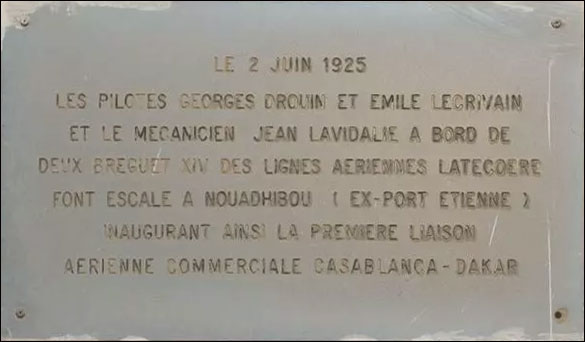 LE 2 JUIN 1925
LES PILOTES GEORGES DROUIN ET EMILE LECRIVAIN
ET LE MECANICIEN JEAN LAVIDALIE A BORD DE
DEUX BREGUET XIV DES LIGNES AERIENNES LATECOERE
FONT ESCALE A NOUADHIBOU ( EX-PORT ETIENNE )
INAUGURANT AINSI LA PREMIERE LIAISON
AERIENNE COMMERCIALE CASABLANCA - DAKAR